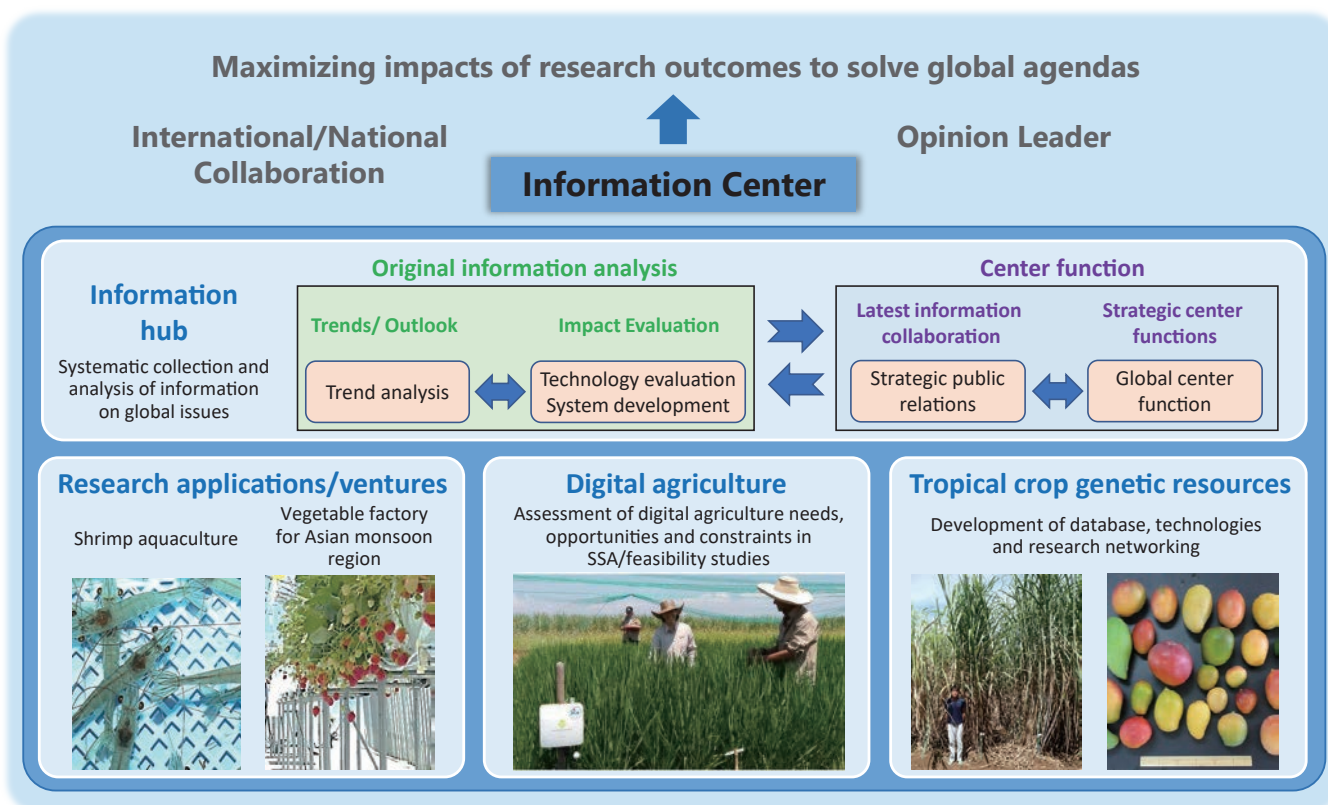 Maximizing impacts of research outcomes to solve global agendas
International/National
Collaboration
Opinion Leader
Information Center
Information
hub
Systematic collection and
analysis of information
on global issues
Original information analysis
Trends/ Outlook
Impact Evaluation
Trend analysis
Technology evaluation
System development
Center function
Latest information
collaboration
Strategic center
functions
Strategic public
relations
Global center
function
Research applications/ventures
Shrimp aquaculture
Vegetable factory
for Asian monsoon
region
Digital agriculture
Assessment of digital agriculture needs,
opportunities and constraints in
SSA/feasibility studies
Tropical crop genetic resources
Development of database, technologies
and research networking